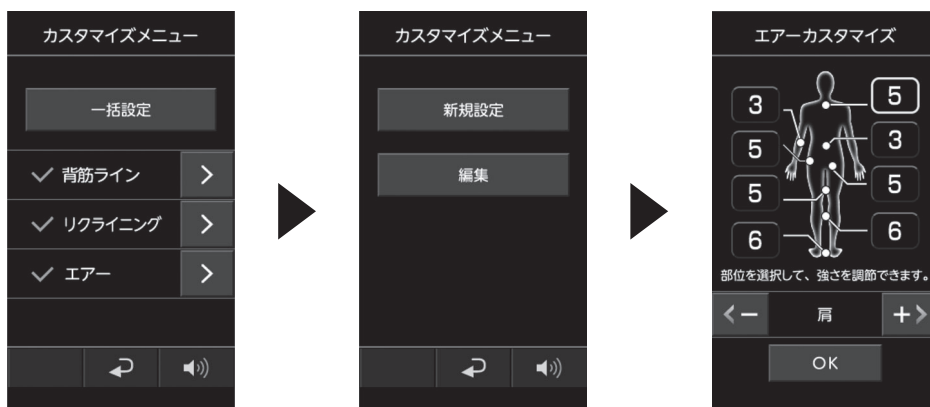 カスタマイズメニュー
一括設定
背筋ライン
リクライニング
エアー
カスタマイズメニュー
新規設定
編集
エアーカスタマイズ
3
5
5
3
5
5
6
6
部位を選択して、強さを調節できます。
− 肩 +
OK